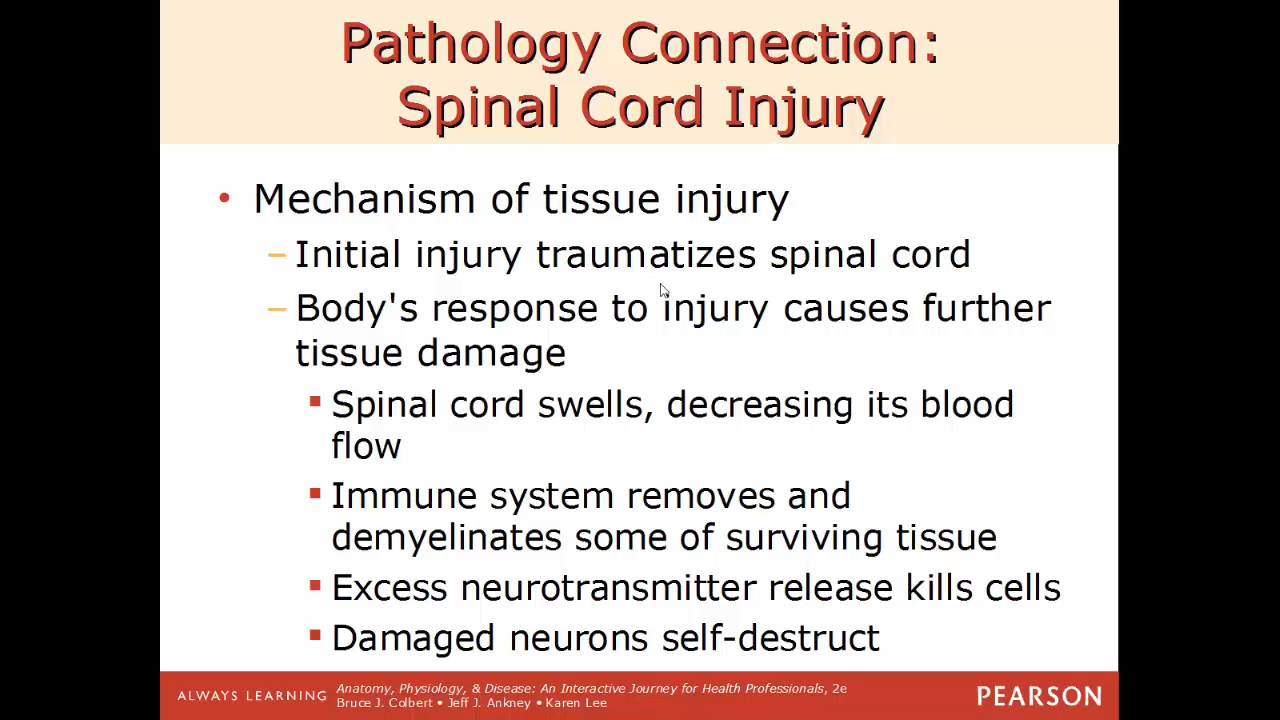 Pathology Connection:
Spinal Cord Injury
• Mechanism of tissue injury
– Initial injury traumatizes spinal cord
– Body's response to injury causes further
tissue damage
▪ Spinal cord swells, decreasing its blood
flow
▪ Immune system removes and
demyelinates some of surviving tissue
▪ Excess neurotransmitter release kills cells
▪ Damaged neurons self-destruct
ALWAYS LEARNING
Anatomy, Physiology, & Disease: An Interactive Journey for Health Professionals, 2e
Bruce J. Colbert • Jeff J. Ankney • Karen Lee
PEARSON